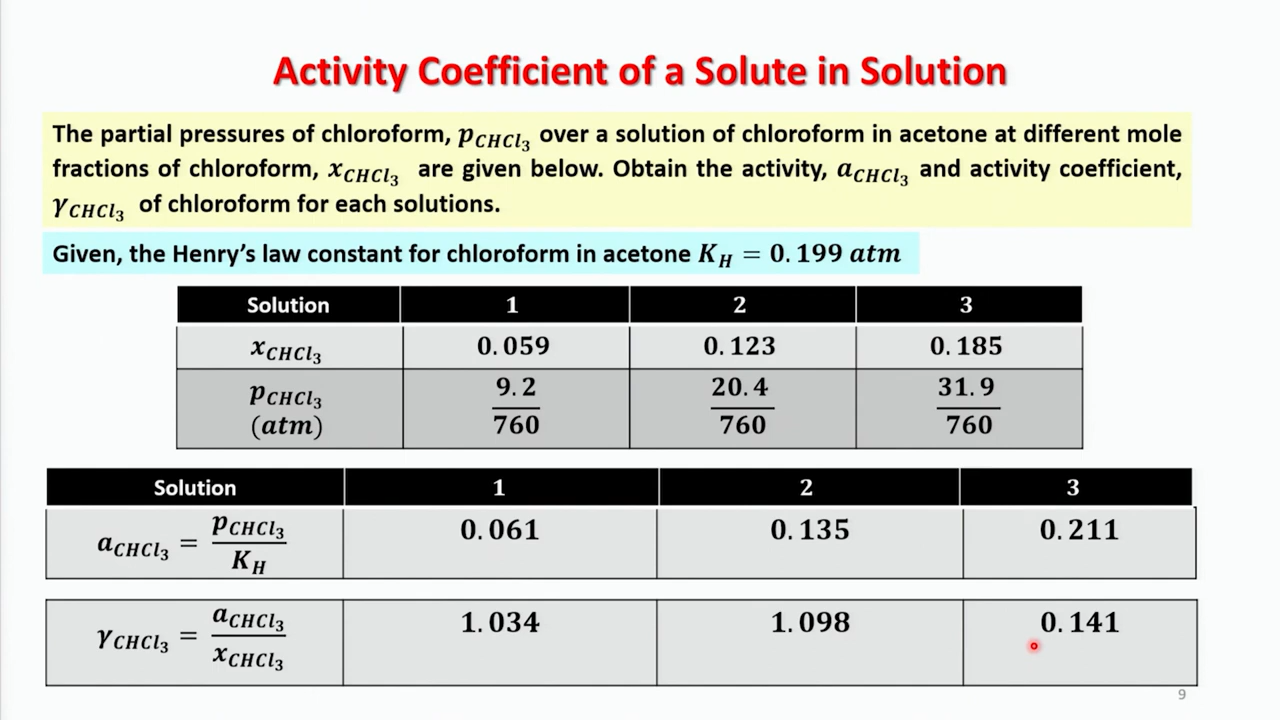 Activity Coefficient of a Solute in Solution
The partial pressures of chloroform, p_CHCl₃ over a solution of chloroform in acetone at different mole
fractions of chloroform, x_CHCl₃ are given below. Obtain the activity, a_CHCl₃ and activity coefficient,
γ_CHCl₃ of chloroform for each solutions.
Given, the Henry's law constant for chloroform in acetone K_H = 0.199 atm
Solution 1 2 3
x_CHCl₃ 0.059 0.123 0.185
p_CHCl₃ (atm) 9.2/760 20.4/760 31.9/760
Solution 1 2 3
a_CHCl₃ = p_CHCl₃/K_H 0.061 0.135 0.211
γ_CHCl₃ = a_CHCl₃/x_CHCl₃ 1.034 1.098 0.141
9